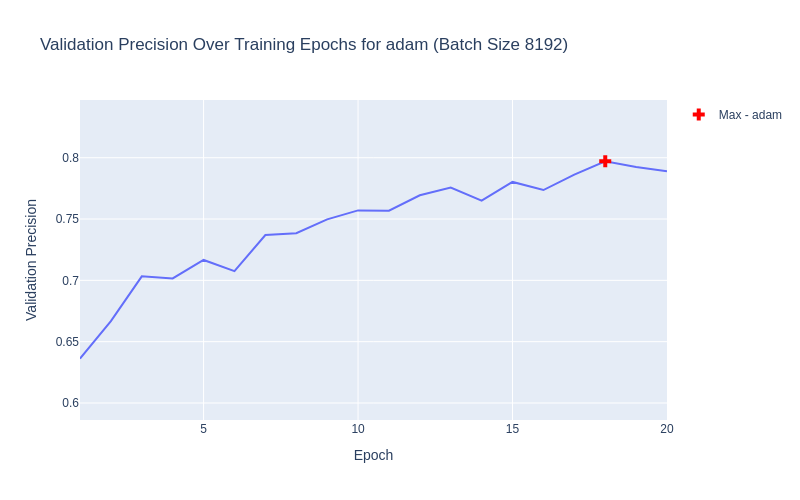 Validation Precision Over Training Epochs for adam (Batch Size 8192)
Max - adam
Validation Precision
0.8
0.75
0.7
0.65
0.6
5 10 15 20
Epoch